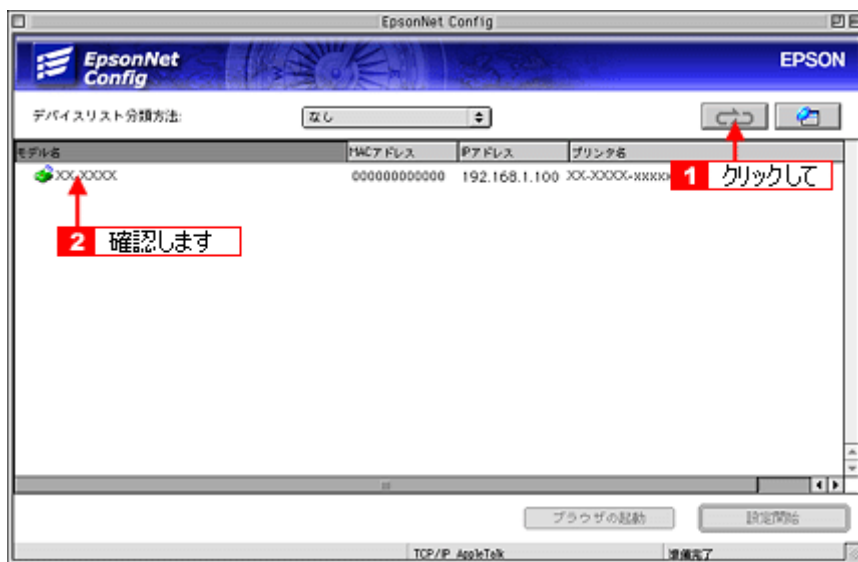 EpsonNet Config
EpsonNet
Config
EPSON
デバイスリスト分類方法:
なし
モデル名 MACアドレス IPアドレス プリンタ名
XX-XXXX 000000000000 192.168.1.100 XX-XXXX-xxxxx
1 クリックして
2 確認します
ブラウザの起動 設定開始
TCP/IP AppleTalk 準備完了